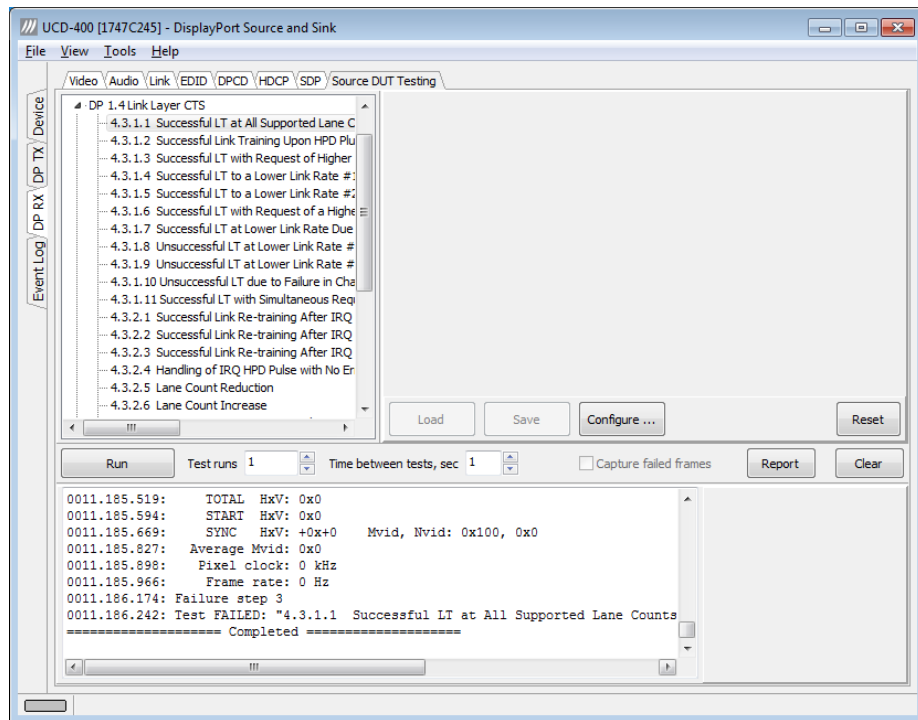 UCD-400 [1747C245] - DisplayPort Source and Sink
File View Tools Help
Video Audio Link EDID DPCD HDCP SDP Source DUT Testing
Device
DP TX
DP RX
Event Log
DP 1.4 Link Layer CTS
4.3.1.1 Successful LT at All Supported Lane C
4.3.1.2 Successful Link Training Upon HPD Plu
4.3.1.3 Successful LT with Request of Higher
4.3.1.4 Successful LT to a Lower Link Rate #1
4.3.1.5 Successful LT to a Lower Link Rate #2
4.3.1.6 Successful LT with Request of a Highe
4.3.1.7 Successful LT at Lower Link Rate Due
4.3.1.8 Unsuccessful LT at Lower Link Rate #
4.3.1.9 Unsuccessful LT at Lower Link Rate #
4.3.1.10 Unsuccessful LT due to Failure in Cha
4.3.1.11 Successful LT with Simultaneous Requ
4.3.2.1 Successful Link Re-training After IRQ
4.3.2.2 Successful Link Re-training After IRQ
4.3.2.3 Successful Link Re-training After IRQ
4.3.2.4 Handling of IRQ HPD Pulse with No Er
4.3.2.5 Lane Count Reduction
4.3.2.6 Lane Count Increase
Load Save Configure ... Reset
Run Test runs 1 Time between tests, sec 1 Capture failed frames Report Clear
0011.185.519: TOTAL HxV: 0x0
0011.185.594: START HxV: 0x0
0011.185.669: SYNC HxV: +0x+0 Mvid, Nvid: 0x100, 0x0
0011.185.827: Average Mvid: 0x0
0011.185.898: Pixel clock: 0 kHz
0011.185.966: Frame rate: 0 Hz
0011.186.174: Failure step 3
0011.186.242: Test FAILED: "4.3.1.1 Successful LT at All Supported Lane Counts
==================== Completed ====================